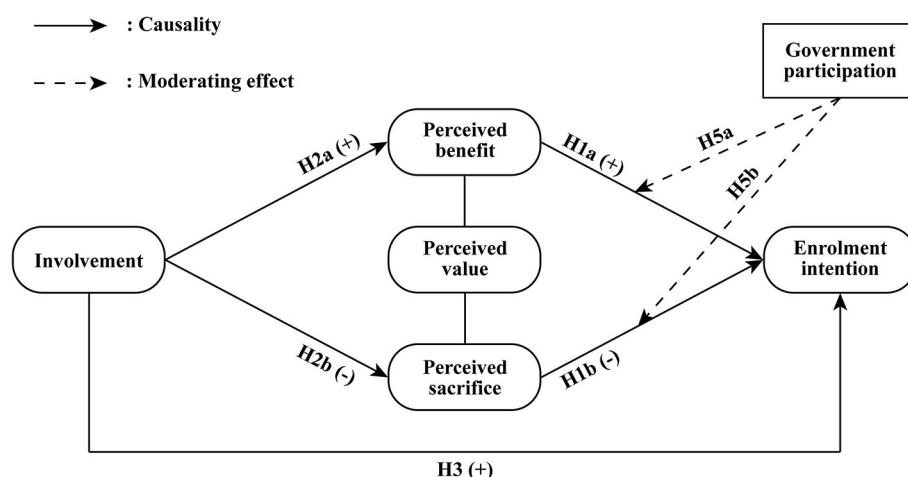 : Causality
: Moderating effect
Government
participation
Perceived
benefit
H2a (+)
H1a (+)
H5a
H5b
Involvement
Perceived
value
Enrolment
intention
H2b (-)
Perceived
sacrifice
H1b (-)
H3 (+)